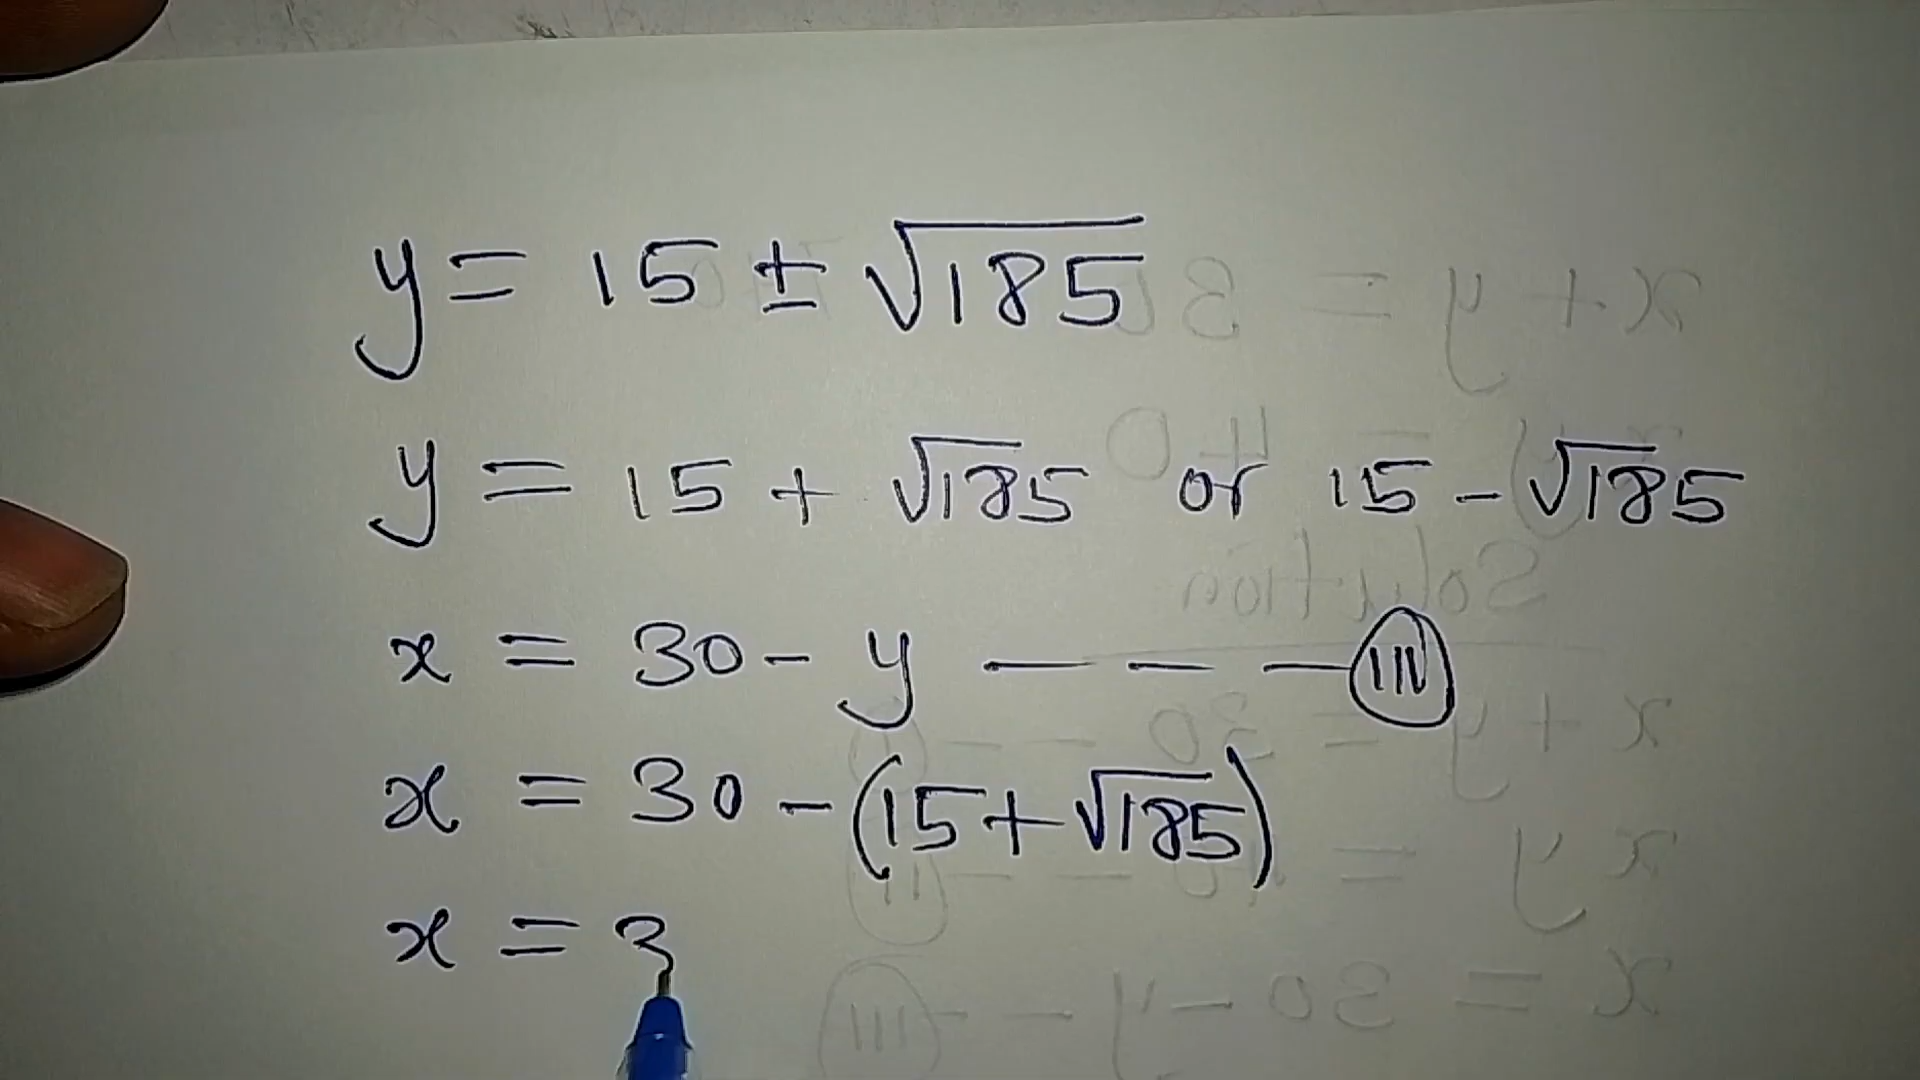 y = 15 ± √185
y = 15 + √185 or 15 - √185
x = 30 - y — — — III
x = 30 - (15 + √185)
x = 3